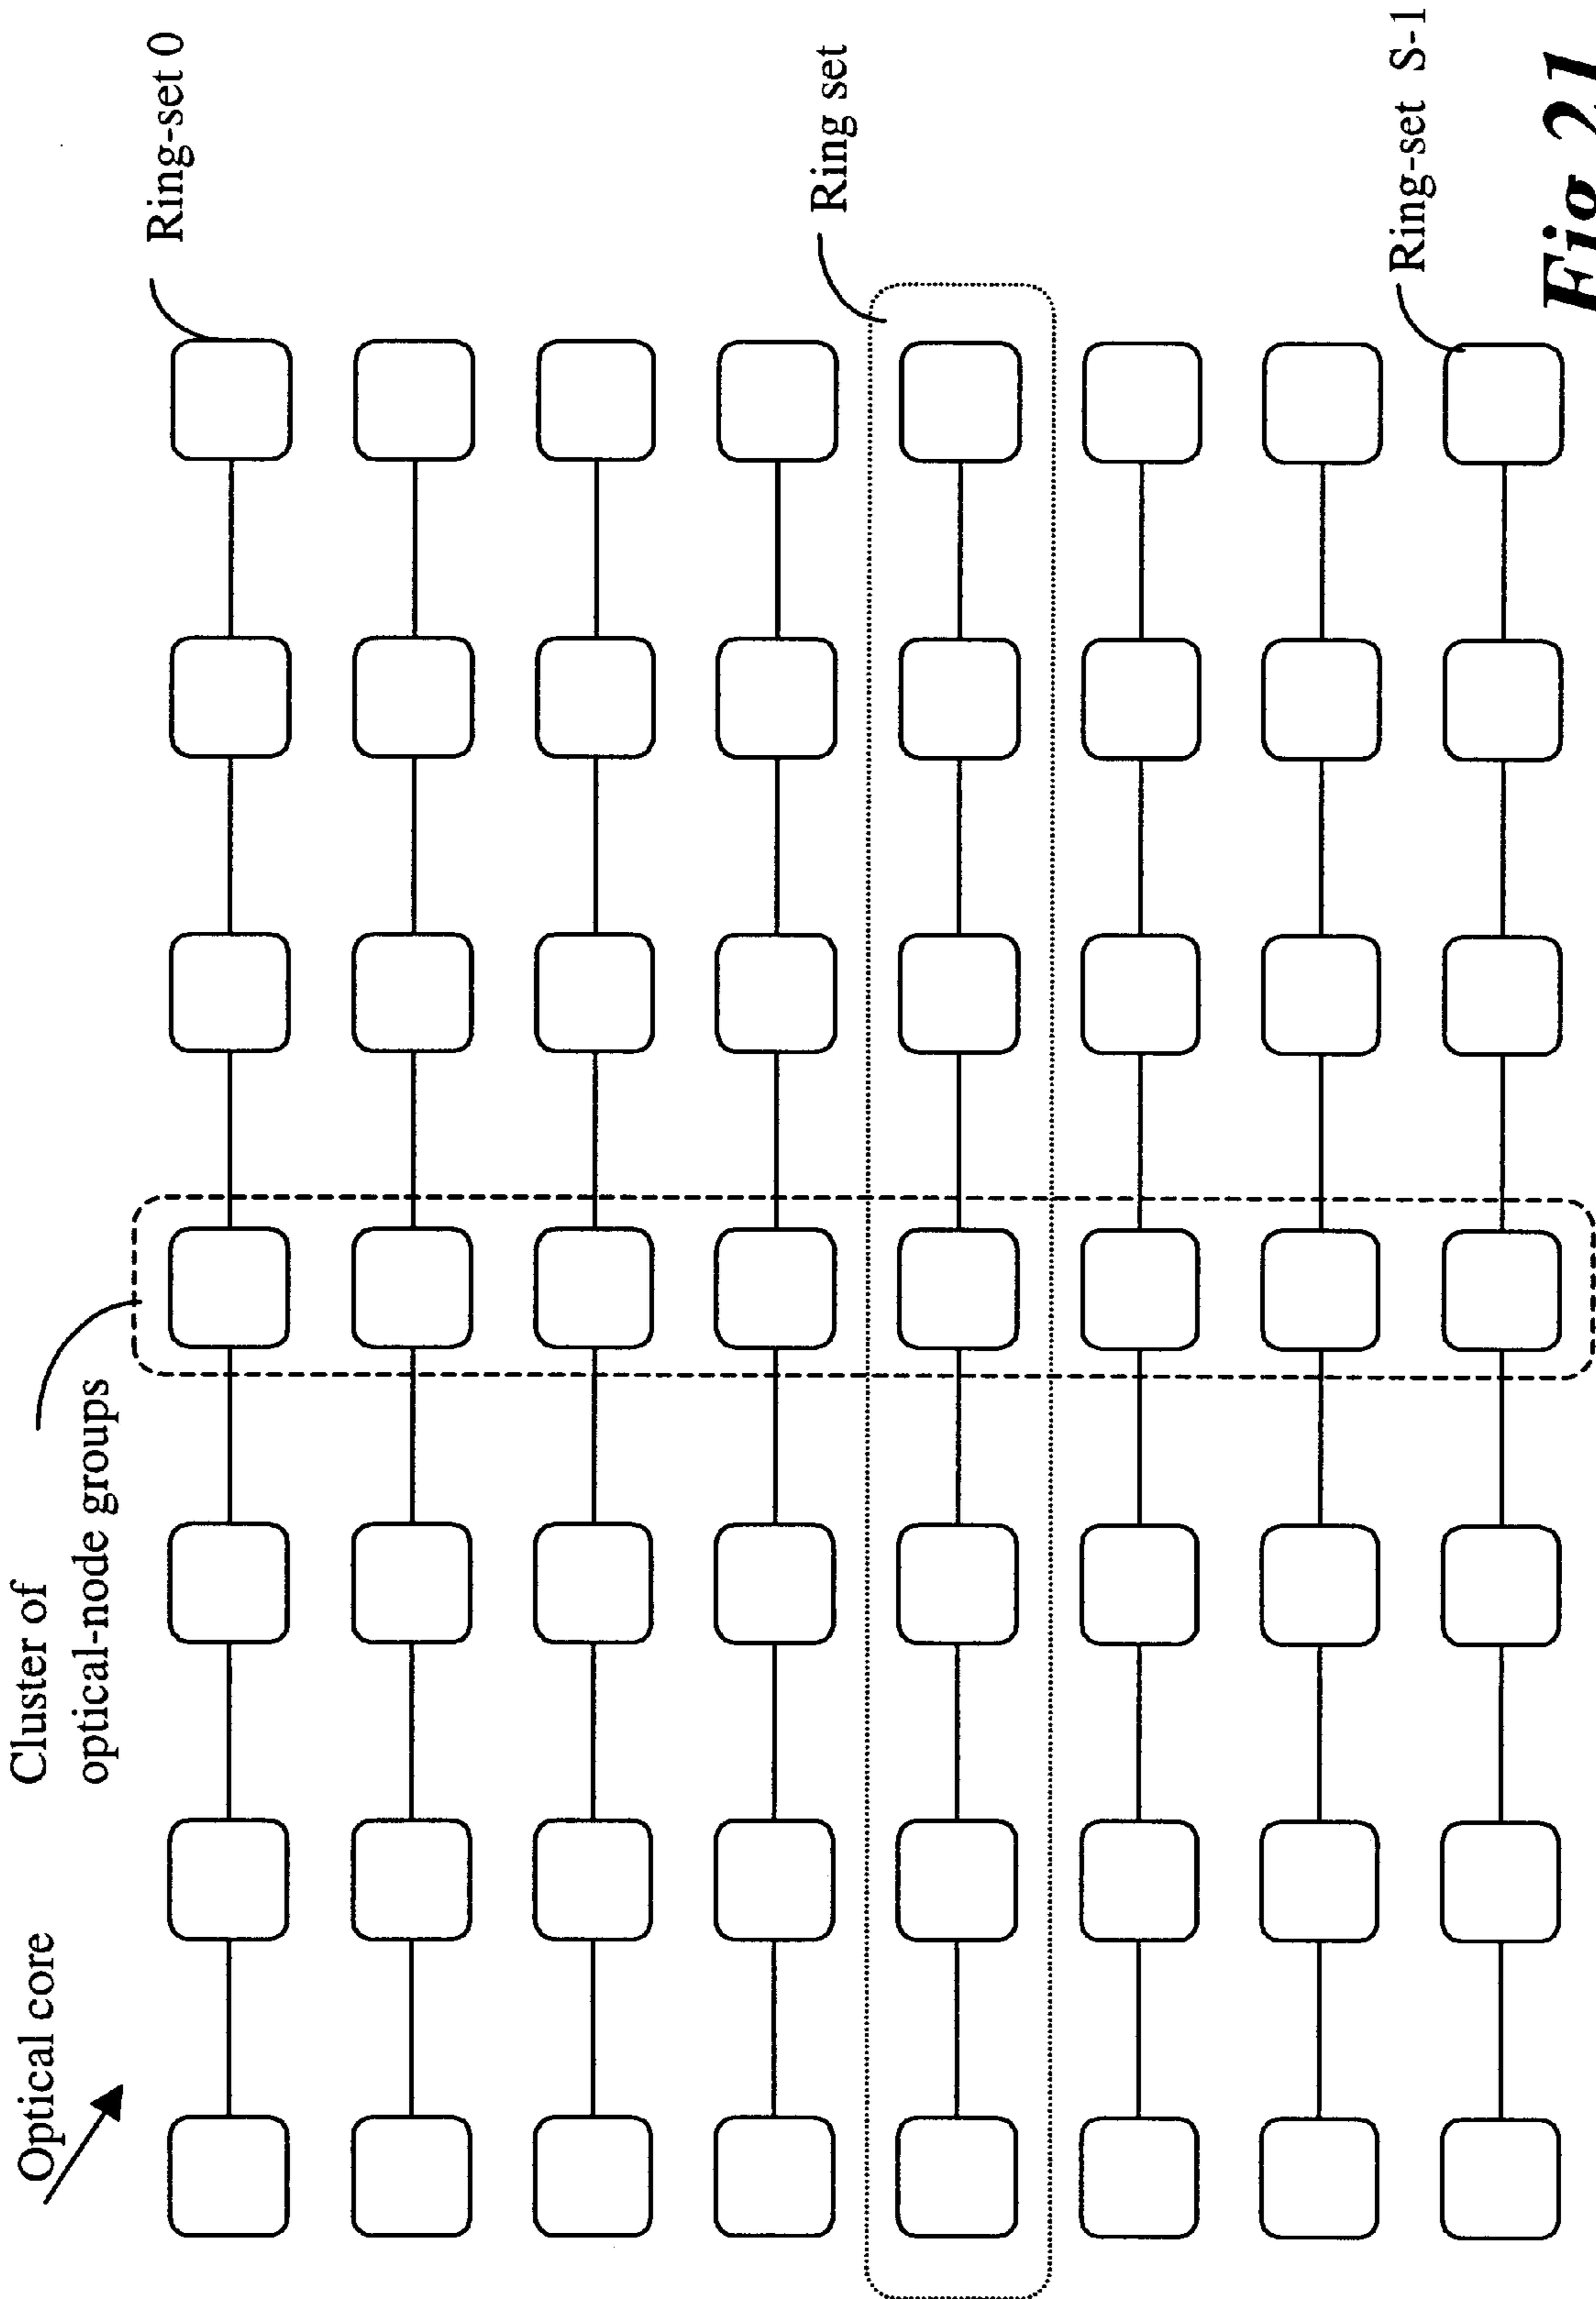 Optical core
Cluster of
optical-node groups
Ring-set 0
Ring set
Ring-set S-1
Fig 21